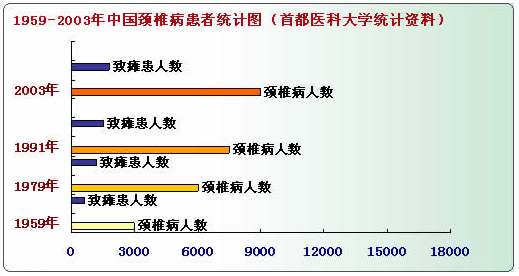 1959-2003年中国颈椎病患者统计图（首都医科大学统计资料）
致瘫患人数
2003年 颈椎病人数
致瘫患人数
1991年 颈椎病人数
致瘫患人数
1979年 颈椎病人数
致瘫患人数
1959年 颈椎病人数
0 3000 6000 9000 12000 15000 18000